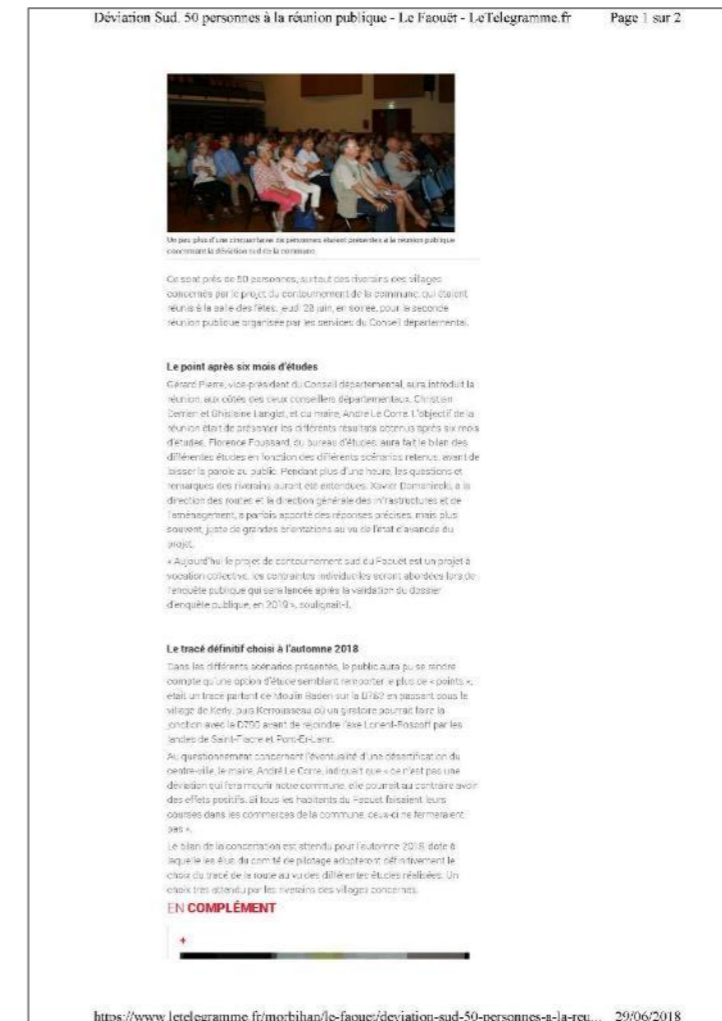 Déviation Sud. 50 personnes à la réunion publique - Le Faouët - LeTelegramme.fr Page 1 sur 2
Un peu plus d'une cinquantaine de personnes étaient présentes à la réunion publique
concernant la déviation sud de la commune.
Ce sont près de 50 personnes, surtout des riverains des villages
concernés par le projet du contournement de la commune, qui étaient
réunis à la salle des fêtes, jeudi 28 juin, en soirée, pour la seconde
réunion publique organisée par les services du Conseil départemental.
Le point après six mois d'études
Gérard Pierre, vice-président du Conseil départemental, aura introduit la
réunion, aux côtés des deux conseillers départementaux, Christian
Derrien et Ghislaine Langlet, et du maire, André Le Corre. L'objectif de la
réunion était de présenter les différents résultats obtenus après six mois
d'études. Florence Foussard, du bureau d'études, aura fait le bilan des
différentes études en fonction des différents scénarios retenus, avant de
laisser la parole au public. Pendant plus d'une heure, les questions et
remarques des riverains auront été entendues. Xavier Domaniecki, à la
direction des routes et la direction générale des infrastructures et de
l'aménagement, a parfois apporté des réponses précises, mais plus
souvent, juste de grandes orientations au vu de l'état d'avancée du
projet.
« Aujourd'hui le projet de contournement sud du Faouët est un projet à
vocation collective, les contraintes individuelles seront abordées lors de
l'enquête publique qui sera lancée après la validation du dossier
d'enquête publique, en 2019 », soulignait-il.
Le tracé définitif choisi à l'automne 2018
Dans les différents scénarios présentés, le public aura pu se rendre
compte qu'une option d'étude semblant remporter le plus de « points »,
était un tracé partant de Moulin Baden sur la D782 en passant sous le
village de Kerly, puis Kerrousseau où un giratoire pourrait faire la
jonction avec la D790 avant de rejoindre l'axe Lorient-Roscoff par les
landes de Saint-Fiacre et Pont-Er-Lann.
Au questionnement concernant l'éventualité d'une désertification du
centre-ville, le maire, André Le Corre, indiquait que « ce n'est pas une
déviation qui fera mourir notre commune, elle pourrait au contraire avoir
des effets positifs. Si tous les habitants du Faouët faisaient leurs
courses dans les commerces de la commune, ceux-ci ne fermeraient
pas ».
Le bilan de la concertation est attendu pour l'automne 2018, date à
laquelle les élus du comité de pilotage adopteront définitivement le
choix du tracé de la route au vu des différentes études réalisées. Un
choix très attendu par les riverains des villages concernés.
EN COMPLÉMENT
+
https://www.letelegramme.fr/morbihan/le-faouet/deviation-sud-50-personnes-a-la-reu... 29/06/2018